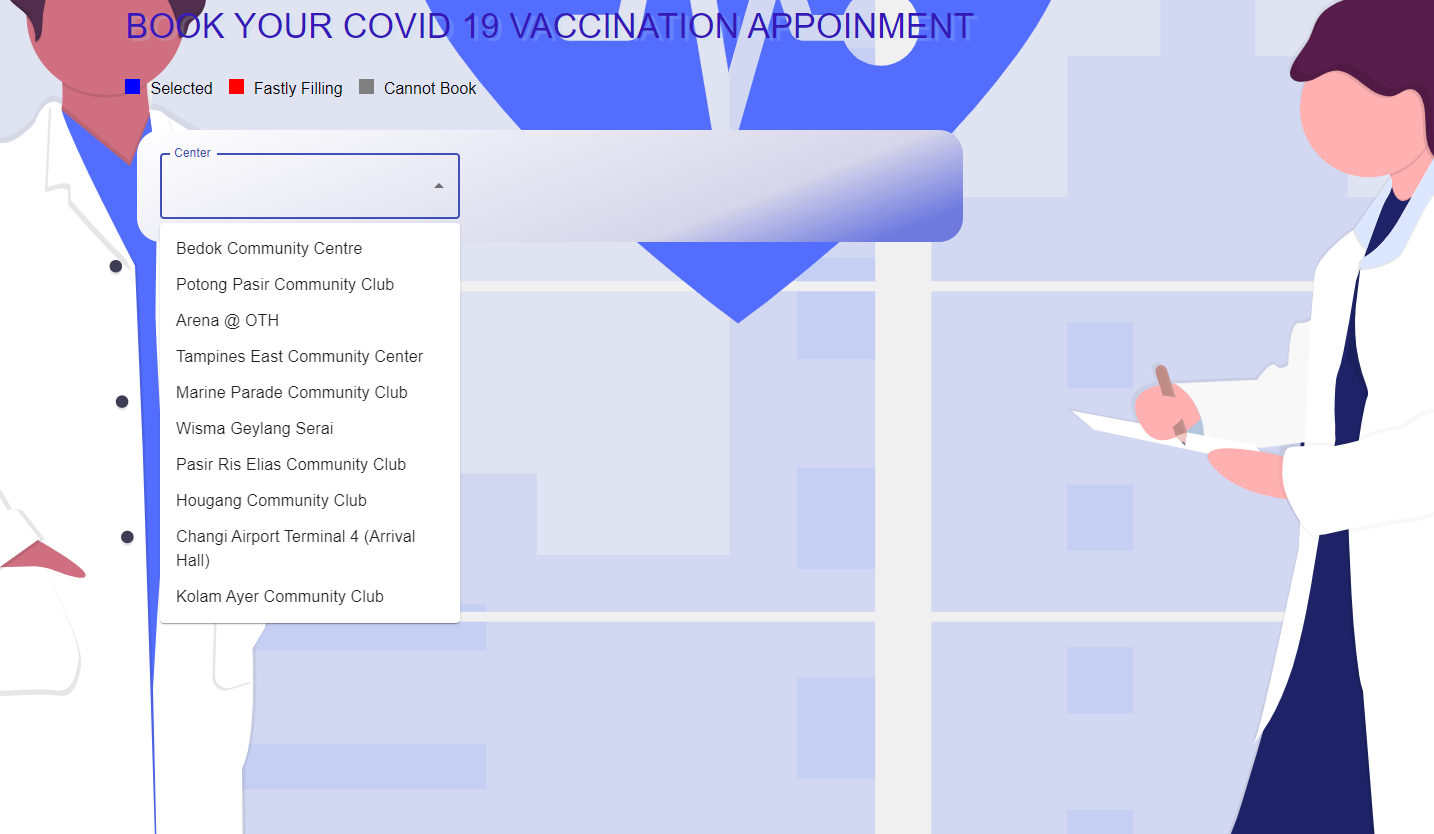 BOOK YOUR COVID 19 VACCINATION APPOINMENT
Selected Fastly Filling Cannot Book
Center
Bedok Community Centre
Potong Pasir Community Club
Arena @ OTH
Tampines East Community Center
Marine Parade Community Club
Wisma Geylang Serai
Pasir Ris Elias Community Club
Hougang Community Club
Changi Airport Terminal 4 (Arrival
Hall)
Kolam Ayer Community Club